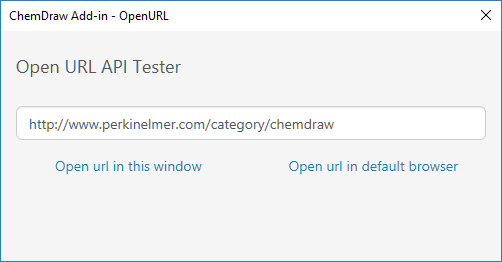 ChemDraw Add-in - OpenURL
Open URL API Tester
http://www.perkinelmer.com/category/chemdraw
Open url in this window Open url in default browser